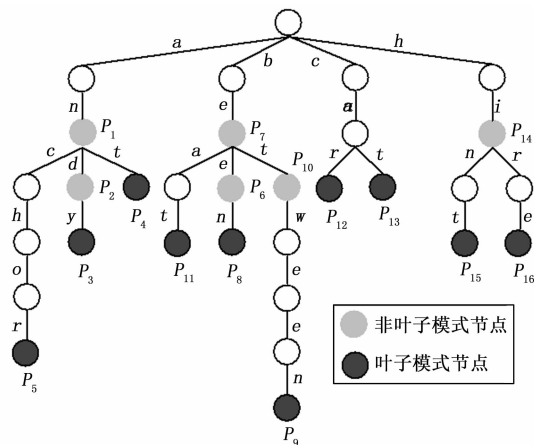 a b c h
n e a i
P1 P7 P14
c d t a e t P10 r t n r
P2 P4 P6 P12 P13
h y t n w t e
P3 P11 P8 P15 P16
o e
r e
P5 n
P9
非叶子模式节点
叶子模式节点